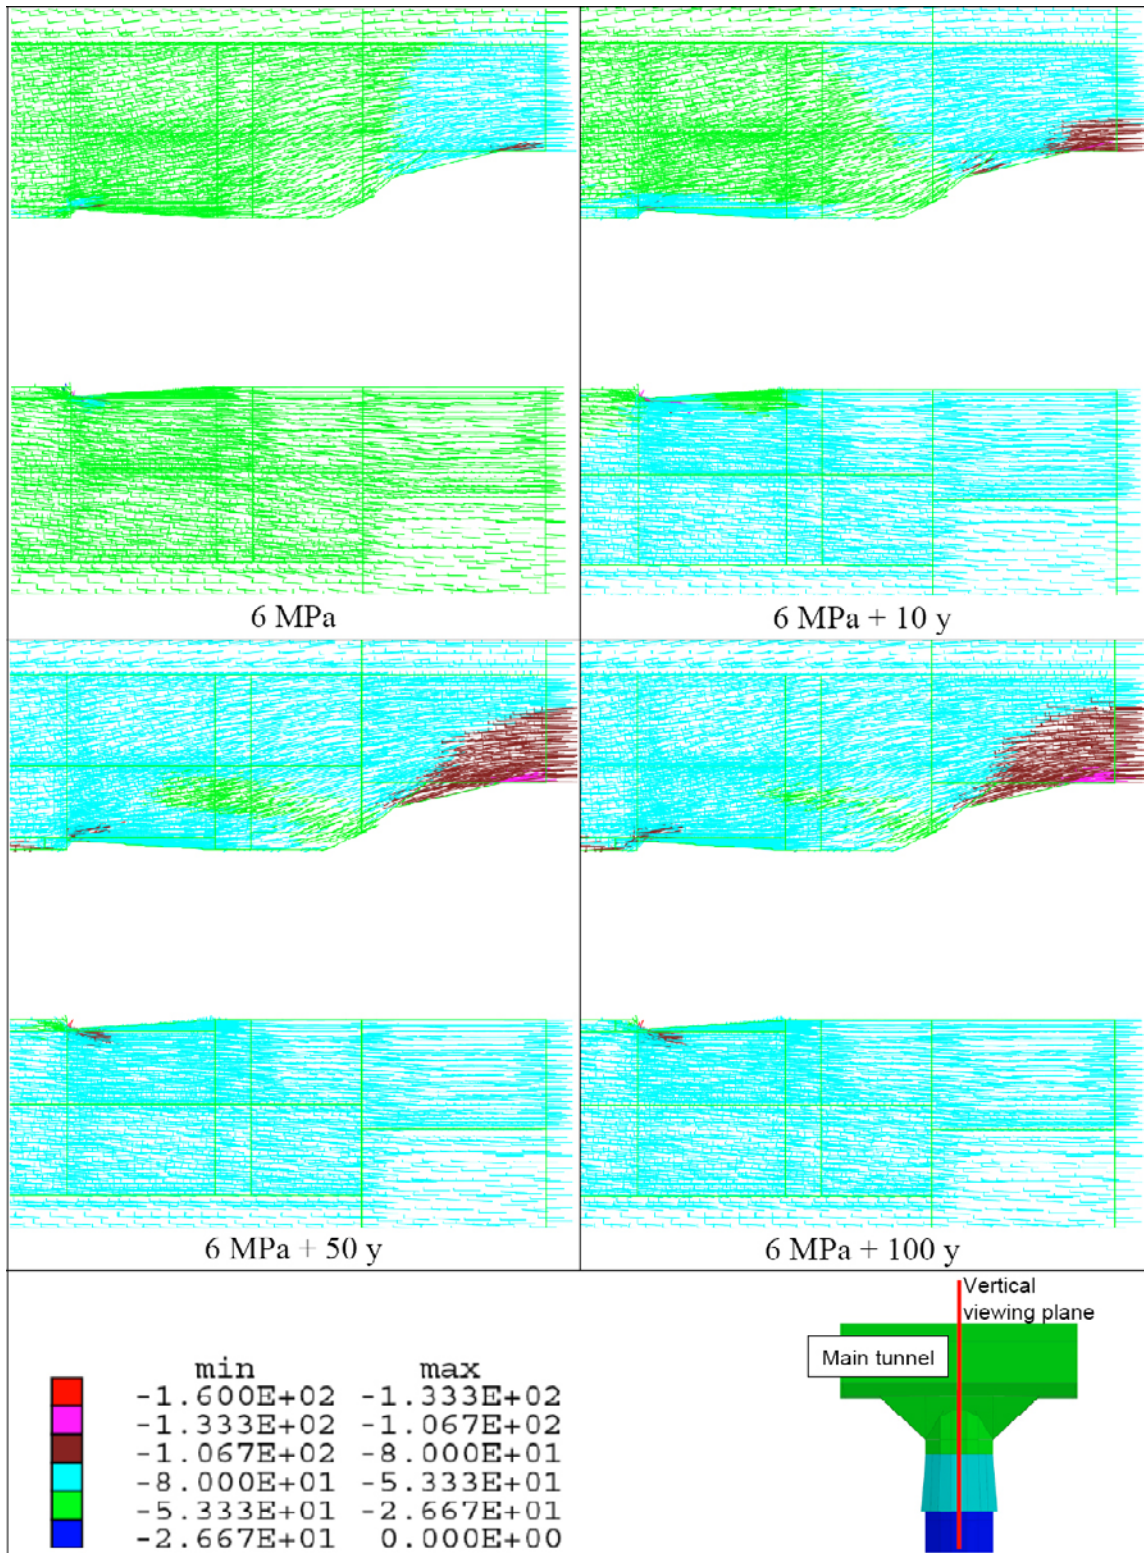 6 MPa
6 MPa + 10 y
6 MPa + 50 y
6 MPa + 100 y
min max
-1.600E+02 -1.333E+02
-1.333E+02 -1.067E+02
-1.067E+02 -8.000E+01
-8.000E+01 -5.333E+01
-5.333E+01 -2.667E+01
-2.667E+01 0.000E+00
Vertical
viewing plane
Main tunnel